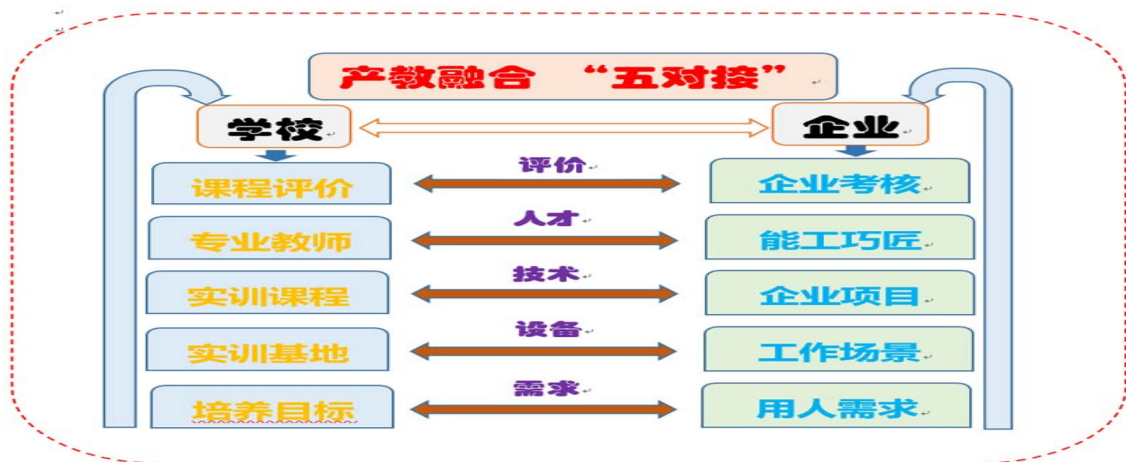 产教融合 “五对接”
学校 企业
课程评价 评价 企业考核
专业教师 人才 能工巧匠
实训课程 技术 企业项目
实训基地 设备 工作场景
培养目标 需求 用人需求